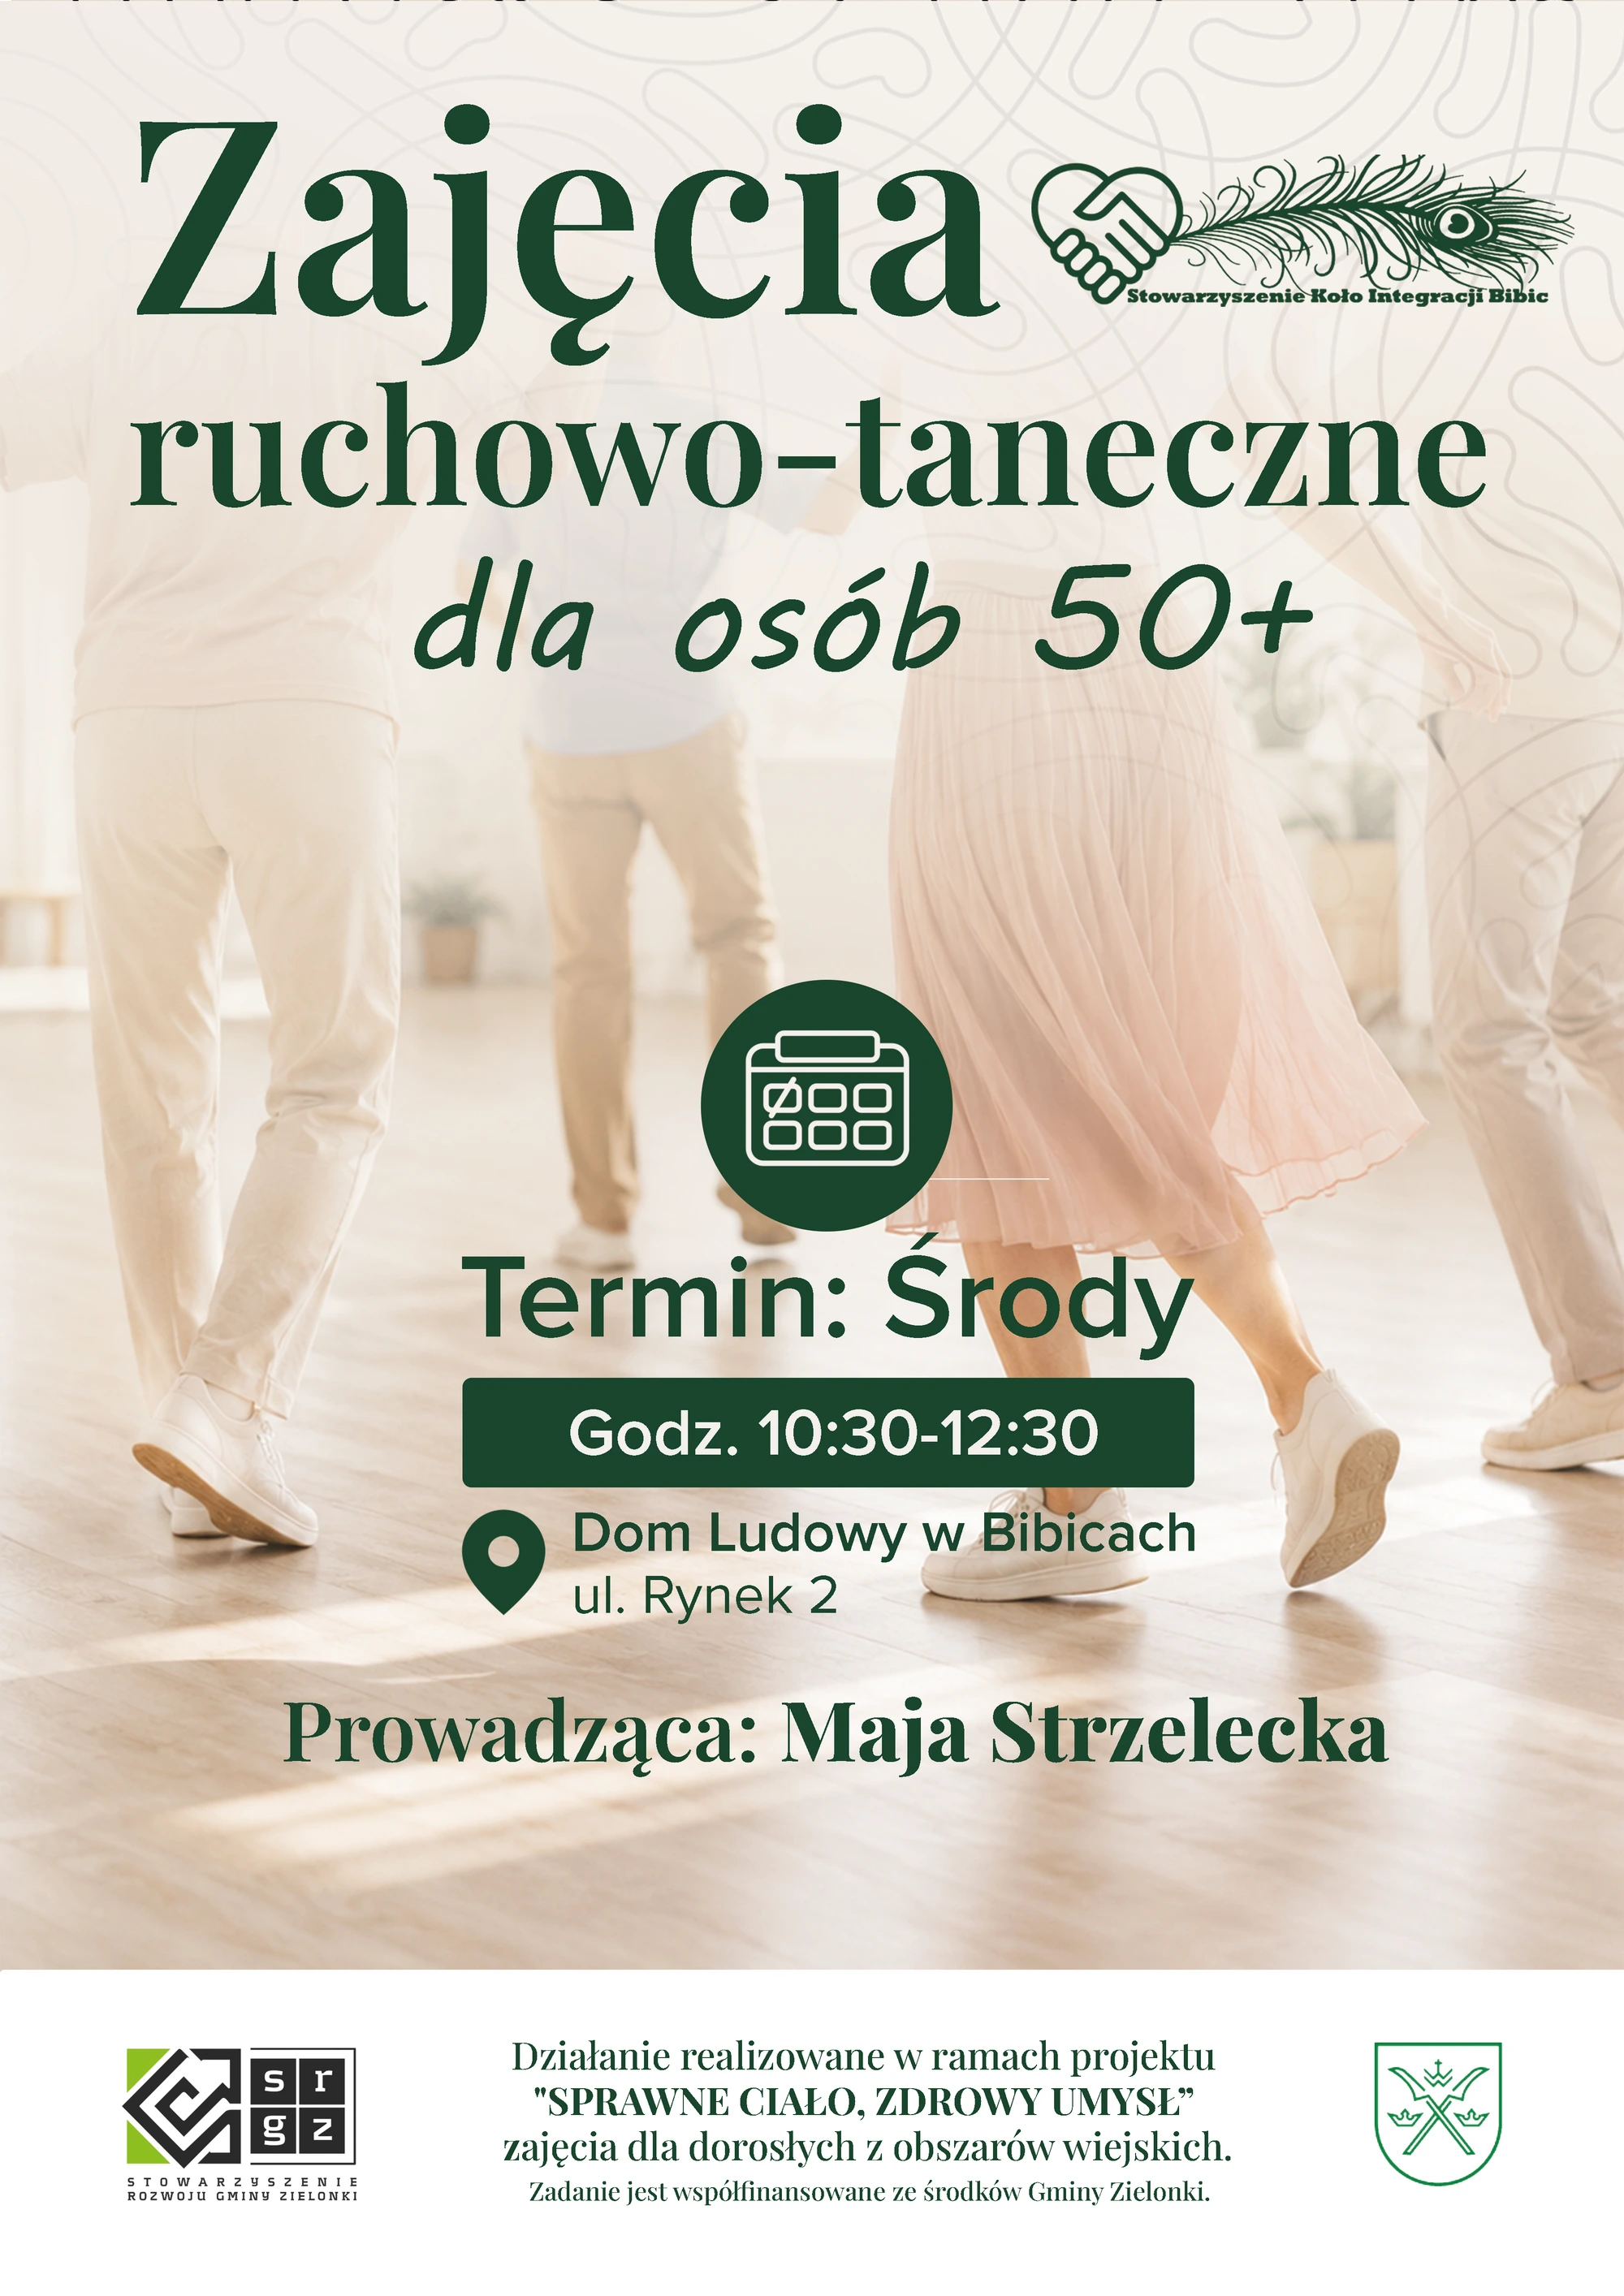 Zajęcia
Stowarzyszenie Koło Integracji Bibic
ruchowo-taneczne
dla osób 50+
Termin: Środy
Godz. 10:30-12:30
Dom Ludowy w Bibicach
ul. Rynek 2
Prowadząca: Maja Strzelecka
s r
g z
STOWARZYSZENIE
ROZWOJU GMINY ZIELONKI
Działanie realizowane w ramach projektu
"SPRAWNE CIAŁO, ZDROWY UMYSŁ”
zajęcia dla dorosłych z obszarów wiejskich.
Zadanie jest współfinansowane ze środków Gminy Zielonki.